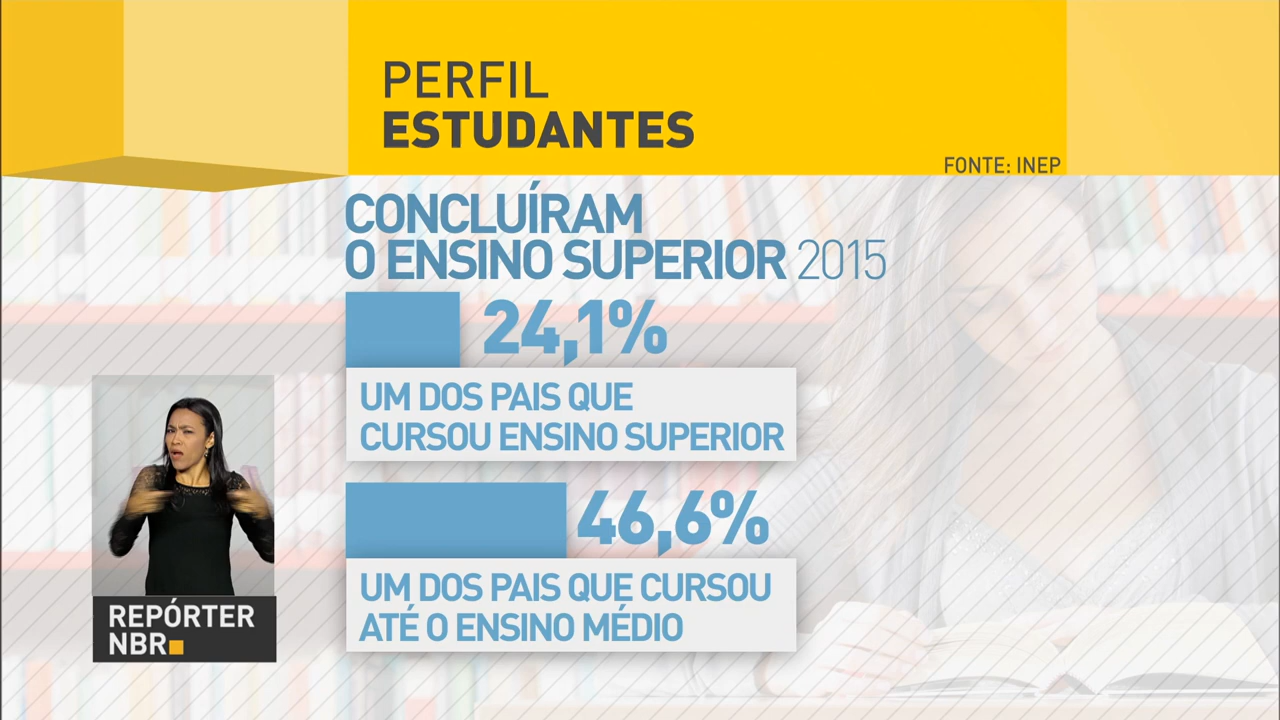 PERFIL
ESTUDANTES
FONTE: INEP
CONCLUÍRAM
O ENSINO SUPERIOR 2015
24,1%
UM DOS PAIS QUE
CURSOU ENSINO SUPERIOR
46,6%
UM DOS PAIS QUE CURSOU
ATÉ O ENSINO MÉDIO
REPÓRTER
NBR